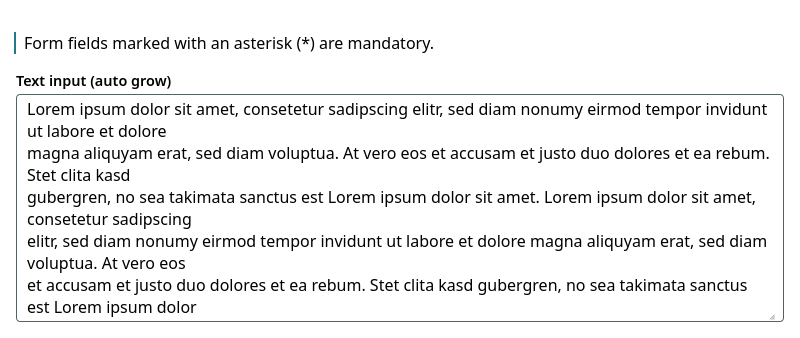 Form fields marked with an asterisk (*) are mandatory.
Text input (auto grow)
Lorem ipsum dolor sit amet, consetetur sadipscing elitr, sed diam nonumy eirmod tempor invidunt
ut labore et dolore
magna aliquyam erat, sed diam voluptua. At vero eos et accusam et justo duo dolores et ea rebum.
Stet clita kasd
gubergren, no sea takimata sanctus est Lorem ipsum dolor sit amet. Lorem ipsum dolor sit amet,
consetetur sadipscing
elitr, sed diam nonumy eirmod tempor invidunt ut labore et dolore magna aliquyam erat, sed diam
voluptua. At vero eos
et accusam et justo duo dolores et ea rebum. Stet clita kasd gubergren, no sea takimata sanctus
est Lorem ipsum dolor